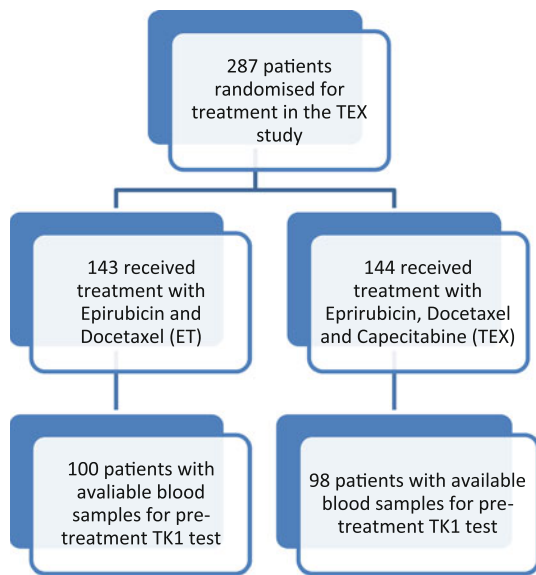 287 patients
randomised for
treatment in the TEX
study
143 received
treatment with
Epirubicin and
Docetaxel (ET)
144 received
treatment with
Eprirubicin, Docetaxel
and Capecitabine (TEX)
100 patients with
avaliable blood
samples for pre-
treatment TK1 test
98 patients with available
blood samples for pre-
treatment TK1 test